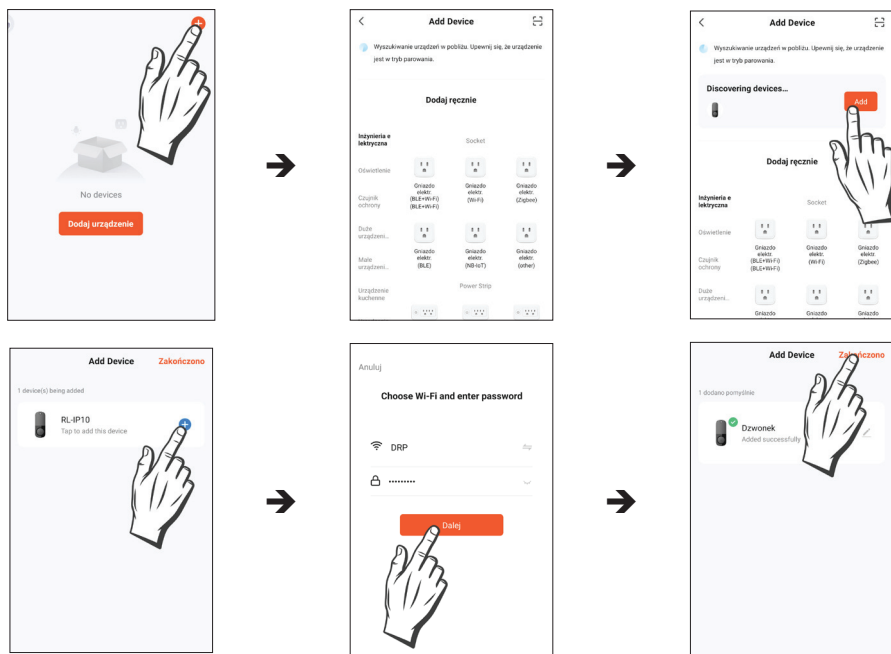 No devices
Dodaj urządzenie
Add Device
Wyszukiwanie urządzeń w pobliżu. Upewnij się, że urządzenie
jest w tryb parowania.
Dodaj ręcznie
Inżynieria e
lektryczna
Socket
Oświetlenie
Gniazdo
elektr.
(BLE+Wi-Fi)
(BLE+Wi-Fi)
Gniazdo
elektr.
(Wi-Fi)
Gniazdo
elektr.
(Zigbee)
Czujnik
ochrony
Duże
urządzeni...
Gniazdo
elektr.
(BLE)
Gniazdo
elektr.
(NB-IoT)
Gniazdo
elektr.
(other)
Małe
urządzeni...
Urządzenie
kuchenne
Power Strip
Add Device
Wyszukiwanie urządzeń w pobliżu. Upewnij się, że urządzenie
jest w tryb parowania.
Discovering devices...
Add
Dodaj ręcznie
Inżynieria e
lektryczna
Socket
Oświetlenie
Gniazdo
elektr.
(BLE+Wi-Fi)
(BLE+Wi-Fi)
Gniazdo
elektr.
(Wi-Fi)
Gniazdo
elektr.
(Zigbee)
Czujnik
ochrony
Duże
urządzeni...
Gniazdo
Gniazdo
Gniazdo
Add Device Zakończono
1 device(s) being added
RL-IP10
Tap to add this device
Anuluj
Choose Wi-Fi and enter password
DRP
•••••••••
Dalej
Add Device
1 dodano pomyślnie
Dzwonek
Added successfully